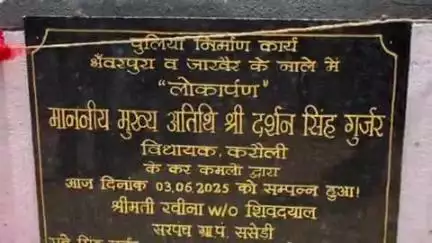 पुलिया निर्माण कार्य
भँवरपुरा व जारवैर के नाले में
"लोकार्पण"
माननीय मुख्य अतिथि श्री दर्शन सिंह गुर्जर
विधायक, करौली
के कर कमलो द्वारा
आज दिनांक 03.06.2025 को सम्पन्न हुआ!
श्रीमती रवीना w/o शिवदयाल
सरपंच ग्रा.पं. ससेडी